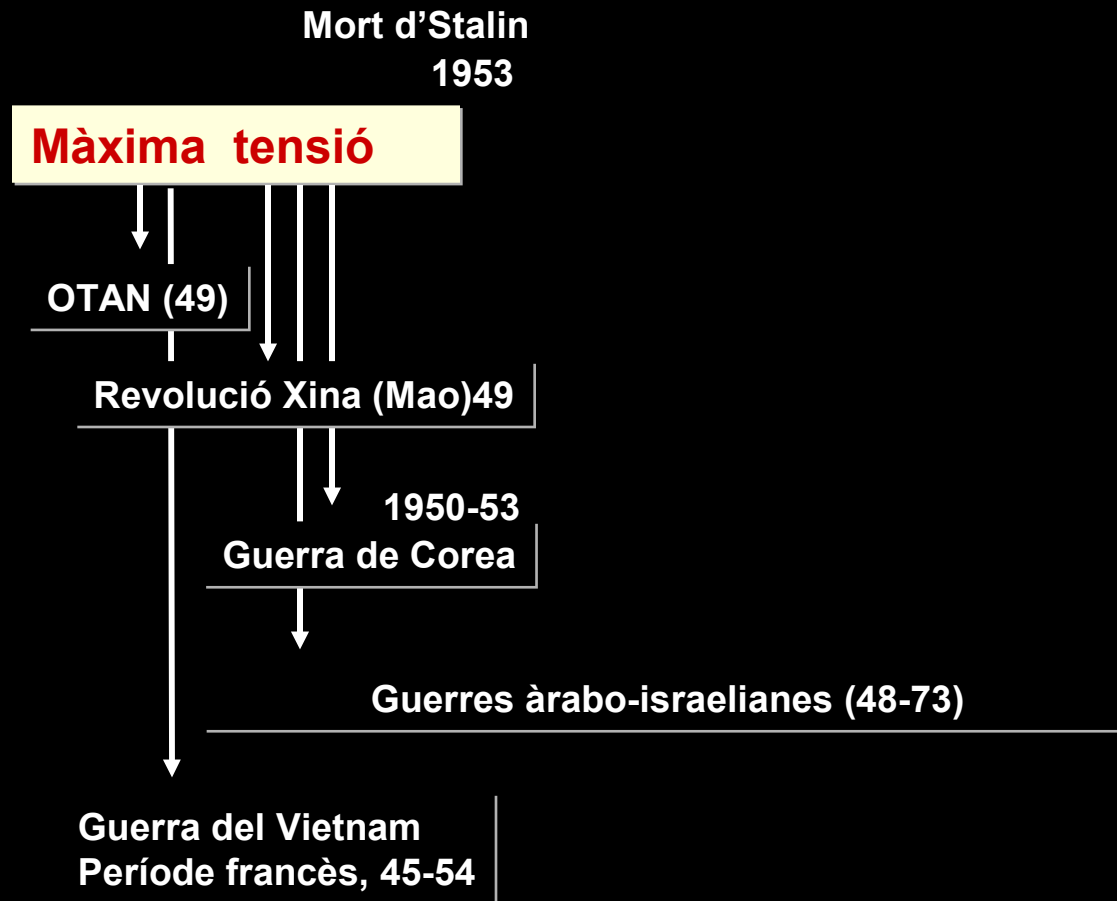 Mort d’Stalin
1953
Màxima tensió
OTAN (49)
Revolució Xina (Mao)49
1950-53
Guerra de Corea
Guerres àrabo-israelianes (48-73)
Guerra del Vietnam
Període francès, 45-54